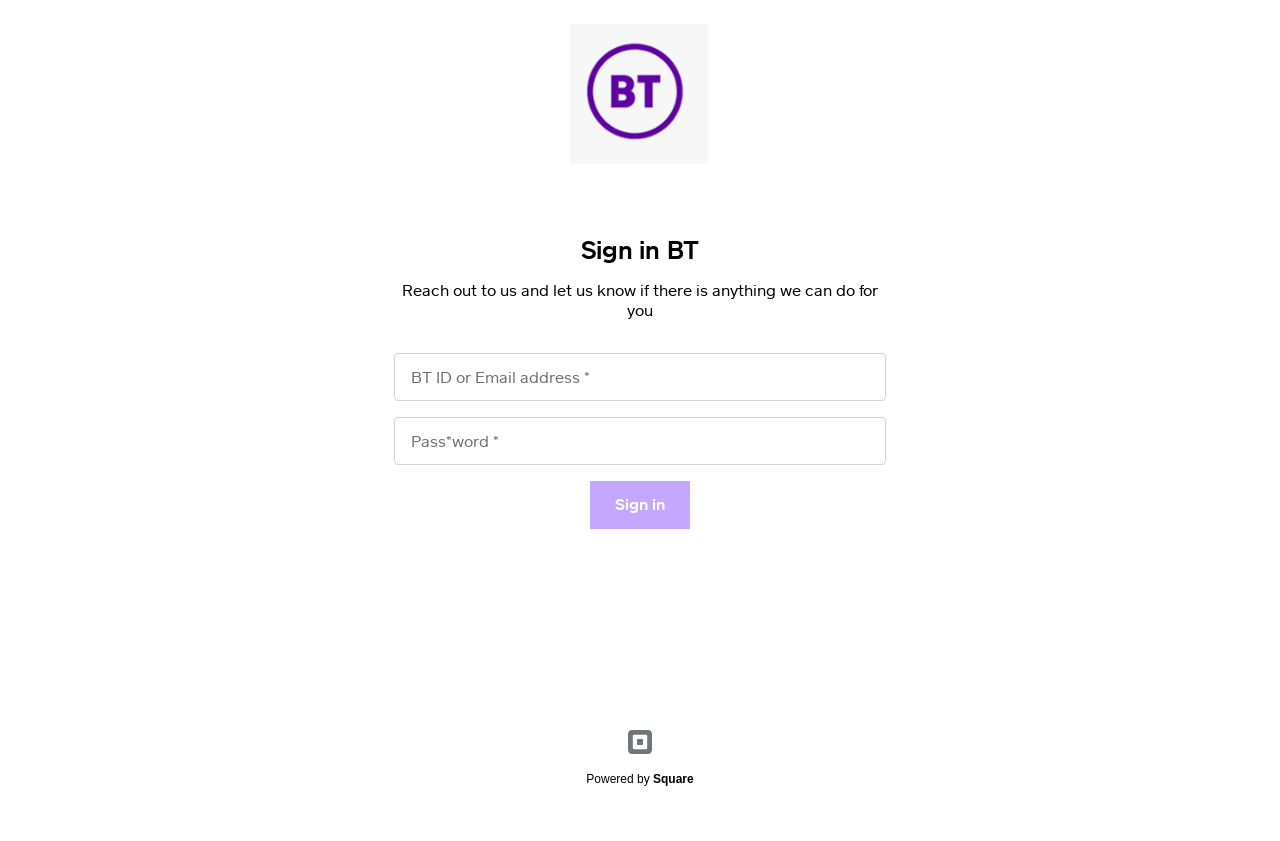 BT
Sign in BT
Reach out to us and let us know if there is anything we can do for
you
BT ID or Email address *
Pass*word *
Sign in
Powered by Square